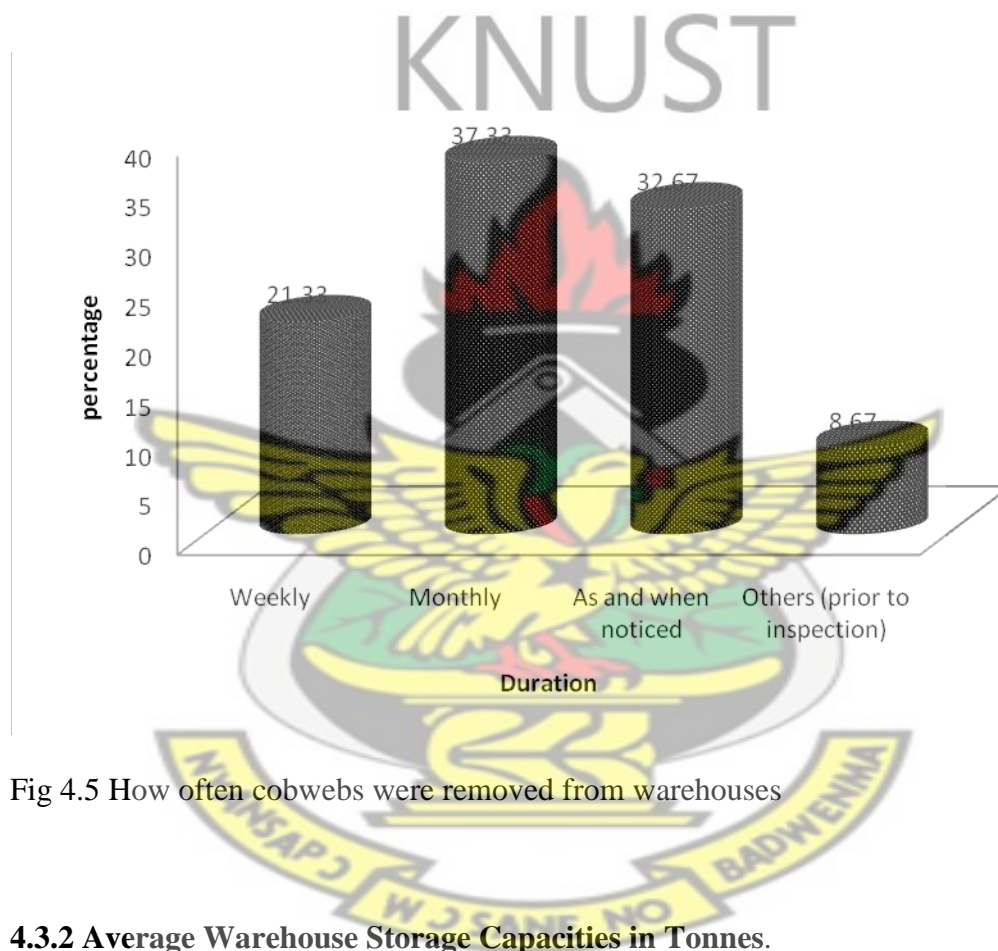 KNUST
37.33
40
35
32.67
30
25
21.33
20
15
10
8.67
5
0
percentage
Weekly
Monthly
As and when noticed
Others (prior to inspection)
Duration
Fig 4.5 How often cobwebs were removed from warehouses
NYANSAPƆ
WƆSANE NO
BADWENMA
4.3.2 Average Warehouse Storage Capacities in Tonnes.